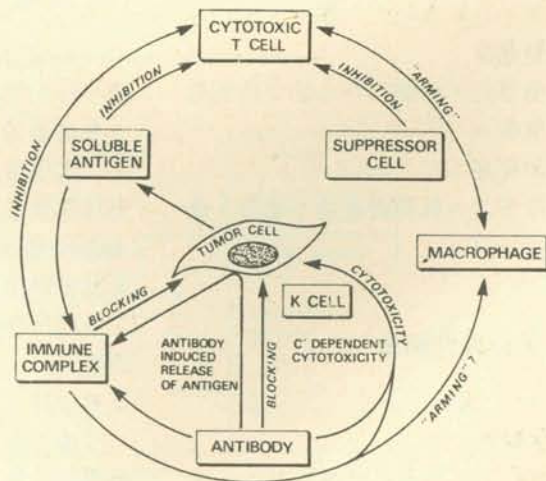 CYTOTOXIC
T CELL
INHIBITION
INHIBITION
INHIBITION
"ARMING"
SOLUBLE
ANTIGEN
SUPPRESSOR
CELL
TUMOR CELL
MACROPHAGE
BLOCKING
K CELL
CYTOTOXICITY
IMMUNE
COMPLEX
ANTIBODY
INDUCED
RELEASE
OF ANTIGEN
BLOCKING
C' DEPENDENT
CYTOTOXICITY
"ARMING"?
ANTIBODY